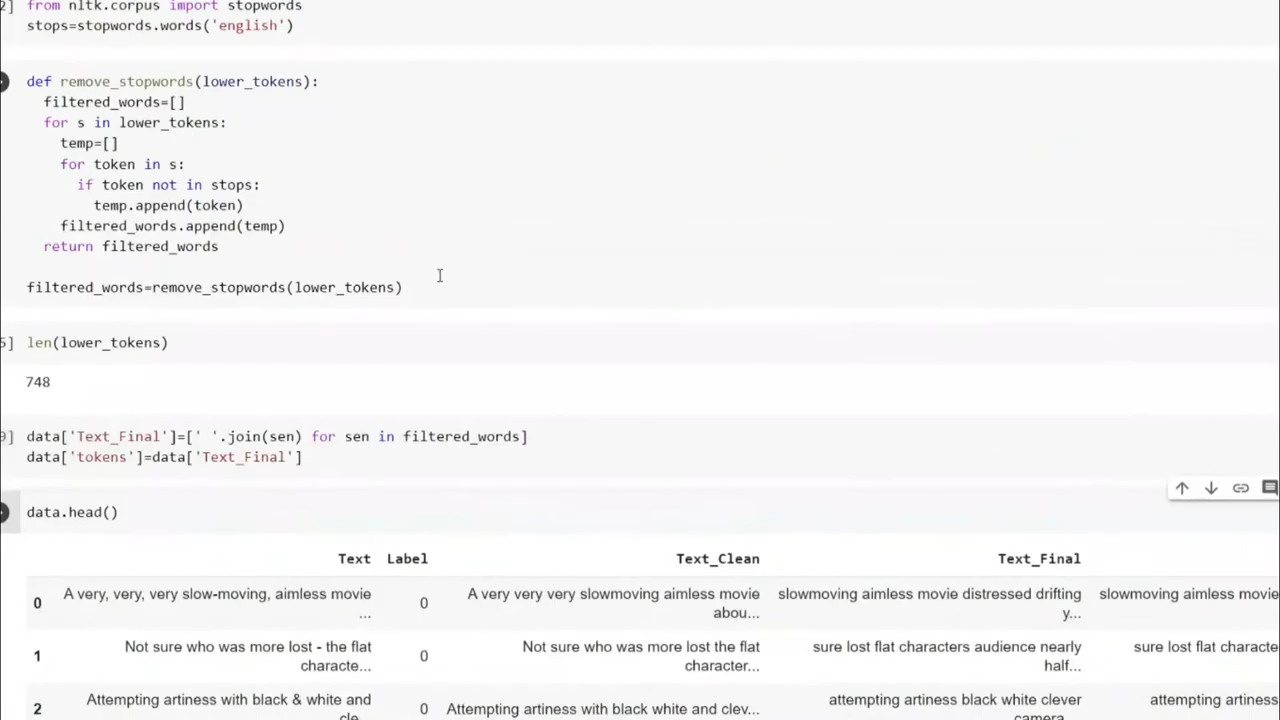 2] from nltk.corpus import stopwords
stops=stopwords.words('english')
def remove_stopwords(lower_tokens):
filtered_words=[]
for s in lower_tokens:
temp=[]
for token in s:
if token not in stops:
temp.append(token)
filtered_words.append(temp)
return filtered_words
filtered_words=remove_stopwords(lower_tokens)
5] len(lower_tokens)
748
9] data['Text_Final']=[' '.join(sen) for sen in filtered_words]
data['tokens']=data['Text_Final']
data.head()
Text Label Text_Clean Text_Final
0 A very, very, very slow-moving, aimless movie ... 0 A very very very slowmoving aimless movie abou... slowmoving aimless movie distressed drifting y... slowmoving aimless movie
1 Not sure who was more lost - the flat characte... 0 Not sure who was more lost the flat character... sure lost flat characters audience nearly half... sure lost flat characte
2 Attempting artiness with black & white and cle... 0 Attempting artiness with black white and clev... attempting artiness black white clever camera... attempting artiness